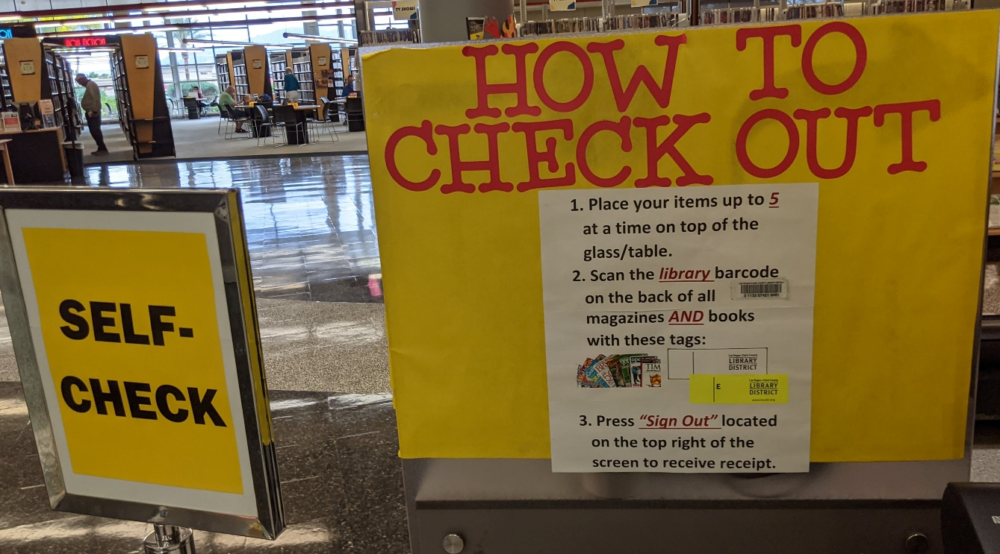 TV SHOWS
NON FICTION
HOW TO
CHECK OUT
1. Place your items up to 5
at a time on top of the
glass/table.
2. Scan the library barcode
on the back of all
magazines AND books
with these tags:
TIM
LIBRARY
DISTRICT
E
LIBRARY
DISTRICT
3. Press “Sign Out” located
on the top right of the
screen to receive receipt.
SELF-
CHECK